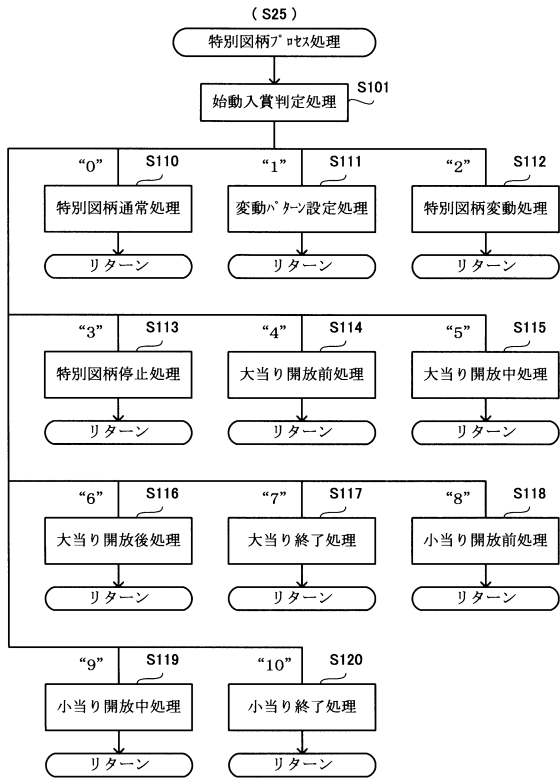 (S25)
特別図柄ﾌﾟﾛｾｽ処理
S101
始動入賞判定処理
“0” S110 “1” S111 “2” S112
特別図柄通常処理 変動ﾊﾟﾀｰﾝ設定処理 特別図柄変動処理
リターン リターン リターン
“3” S113 “4” S114 “5” S115
特別図柄停止処理 大当り開放前処理 大当り開放中処理
リターン リターン リターン
“6” S116 “7” S117 “8” S118
大当り開放後処理 大当り終了処理 小当り開放前処理
リターン リターン リターン
“9” S119 “10” S120
小当り開放中処理 小当り終了処理
リターン リターン